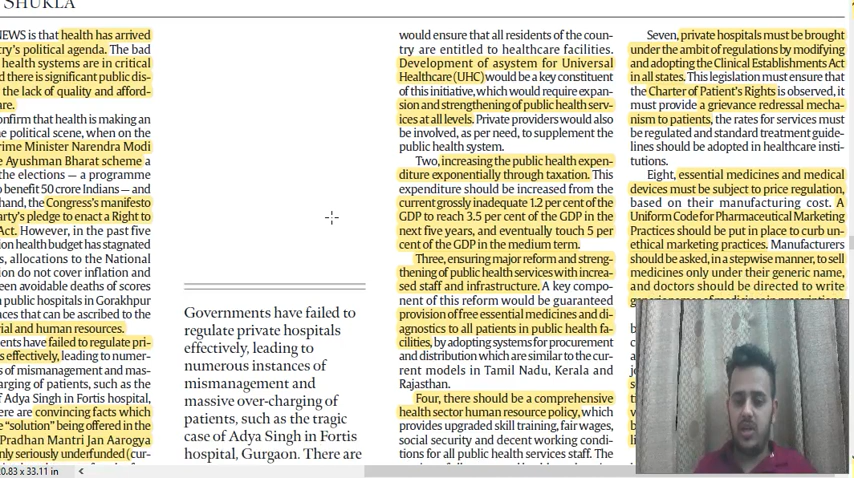 SHUKLA
NEWS is that health has arrived
try's political agenda. The bad
health systems are in critical
d there is significant public dis-
the lack of quality and afford-
are.
onfirm that health is making an
e political scene, when on the
rime Minister Narendra Modi
e Ayushman Bharat scheme a
the elections — a programme
o benefit 50 crore Indians — and
hand, the Congress's manifesto
arty's pledge to enact a Right to
Act. However, in the past five
ion health budget has stagnated
s, allocations to the National
ion do not cover inflation and
een avoidable deaths of scores
public hospitals in Gorakhpur
aces that can be ascribed to the
rial and human resources.
ents have failed to regulate pri-
s effectively, leading to numer-
s of mismanagement and mas-
arging of patients, such as the
f Adya Singh in Fortis hospital,
ere are convincing facts which
e "solution" being offered in the
Pradhan Mantri Jan Aarogya
nly seriously underfunded (cur-
Governments have failed to
regulate private hospitals
effectively, leading to
numerous instances of
mismanagement and
massive over-charging of
patients, such as the tragic
case of Adya Singh in Fortis
hospital, Gurgaon. There are
would ensure that all residents of the coun-
try are entitled to healthcare facilities.
Development of asystem for Universal
Healthcare (UHC) would be a key constituent
of this initiative, which would require expan-
sion and strengthening of public health serv-
ices at all levels. Private providers would also
be involved, as per need, to supplement the
public health system.
Two, increasing the public health expen-
diture exponentially through taxation. This
expenditure should be increased from the
current grossly inadequate 1.2 per cent of the
GDP to reach 3.5 per cent of the GDP in the
next five years, and eventually touch 5 per
cent of the GDP in the medium term.
Three, ensuring major reform and streng-
thening of public health services with increa-
sed staff and infrastructure. A key compo-
nent of this reform would be guaranteed
provision of free essential medicines and di-
agnostics to all patients in public health fa-
cilities, by adopting systems for procurement
and distribution which are similar to the cur-
rent models in Tamil Nadu, Kerala and
Rajasthan.
Four, there should be a comprehensive
health sector human resource policy, which
provides upgraded skill training, fair wages,
social security and decent working condi-
tions for all public health services staff. The
Seven, private hospitals must be brought
under the ambit of regulations by modifying
and adopting the Clinical Establishments Act
in all states. This legislation must ensure that
the Charter of Patient's Rights is observed, it
must provide a grievance redressal mecha-
nism to patients, the rates for services must
be regulated and standard treatment guide-
lines should be adopted in healthcare insti-
tutions.
Eight, essential medicines and medical
devices must be subject to price regulation,
based on their manufacturing cost. A
Uniform Code for Pharmaceutical Marketing
Practices should be put in place to curb un-
ethical marketing practices. Manufacturers
should be asked, in a stepwise manner, to sell
medicines only under their generic name,
and doctors should be directed to write
20.83 x 33.11 in